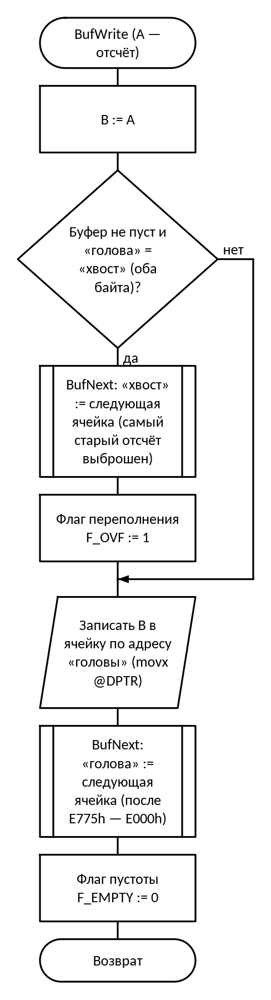 BufWrite (A —
отсчёт)
B := A
Буфер не пуст и
«голова» =
«хвост» (оба
байта)?
нет
да
BufNext: «хвост»
:= следующая
ячейка (самый
старый отсчёт
выброшен)
Флаг переполнения
F_OVF := 1
Записать B в
ячейку по адресу
«головы» (movx
@DPTR)
BufNext:
«голова» :=
следующая
ячейка (после
E775h — E000h)
Флаг пустоты
F_EMPTY := 0
Возврат